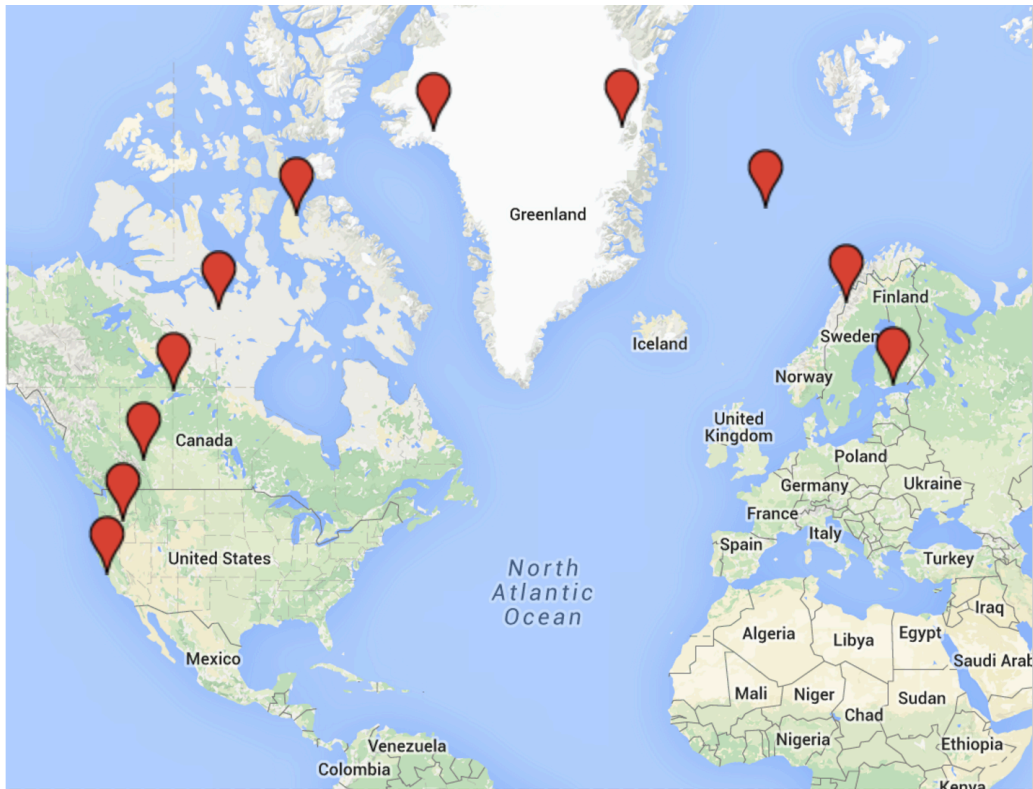 Greenland
Finland
Iceland
Sweden
Norway
United
Kingdom
Canada
Poland
Germany
Ukraine
France
Italy
Spain
United States
Turkey
North
Atlantic
Ocean
Iraq
Algeria
Libya
Egypt
Mexico
Saudi Arab
Mali
Niger
Sudan
Chad
Nigeria
Venezuela
Ethiopia
Colombia
Kenya